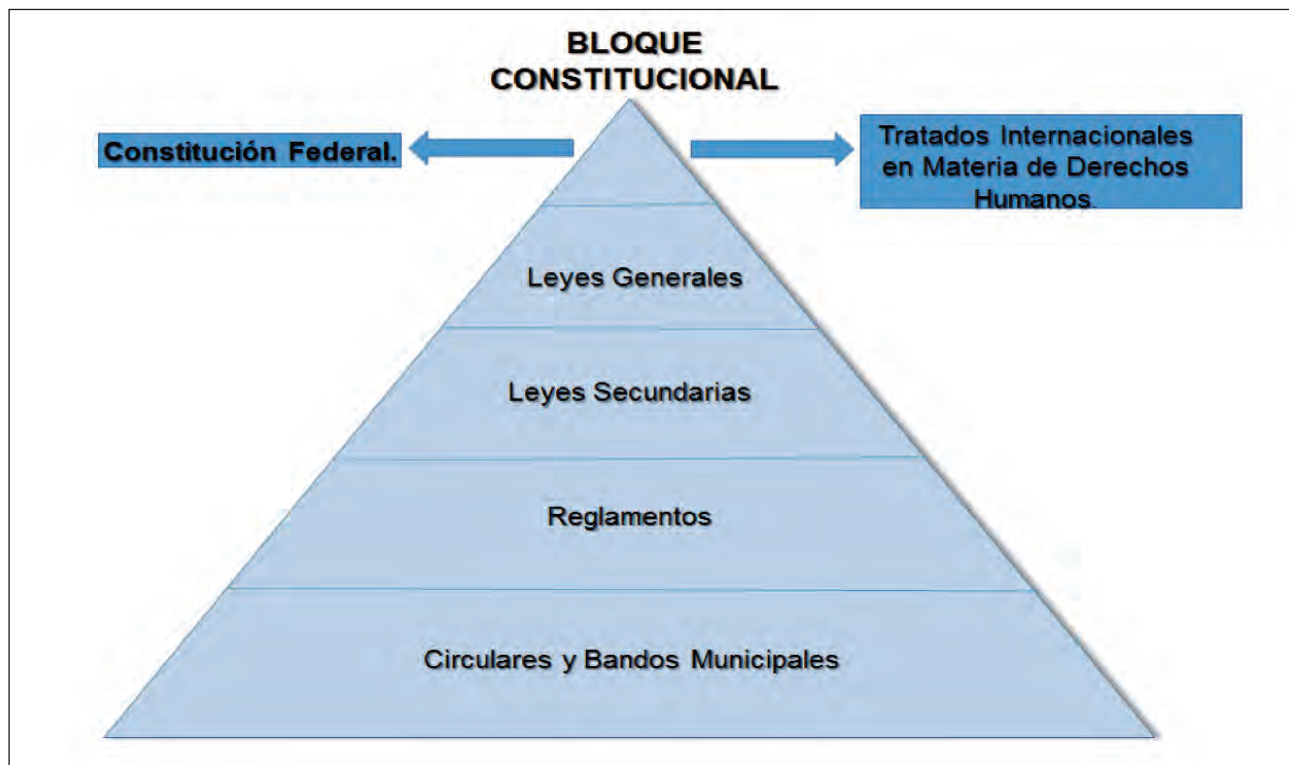 BLOQUE
CONSTITUCIONAL
Constitución Federal.
Tratados Internacionales
en Materia de Derechos
Humanos.
Leyes Generales
Leyes Secundarias
Reglamentos
Circulares y Bandos Municipales